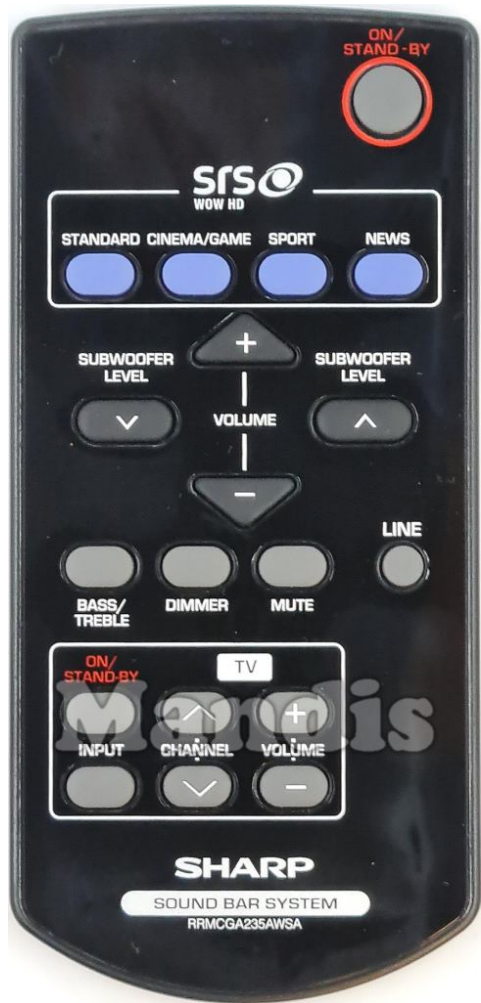 ON/
STAND-BY
SRS
WOW HD
STANDARD CINEMA/GAME SPORT NEWS
+
SUBWOOFER
LEVEL
SUBWOOFER
LEVEL
VOLUME
−
LINE
BASS/
TREBLE
DIMMER
MUTE
ON/
STAND-BY
TV
Mandis
+
INPUT
CHANNEL
VOLUME
−
SHARP
SOUND BAR SYSTEM
RRMCGA235AWSA